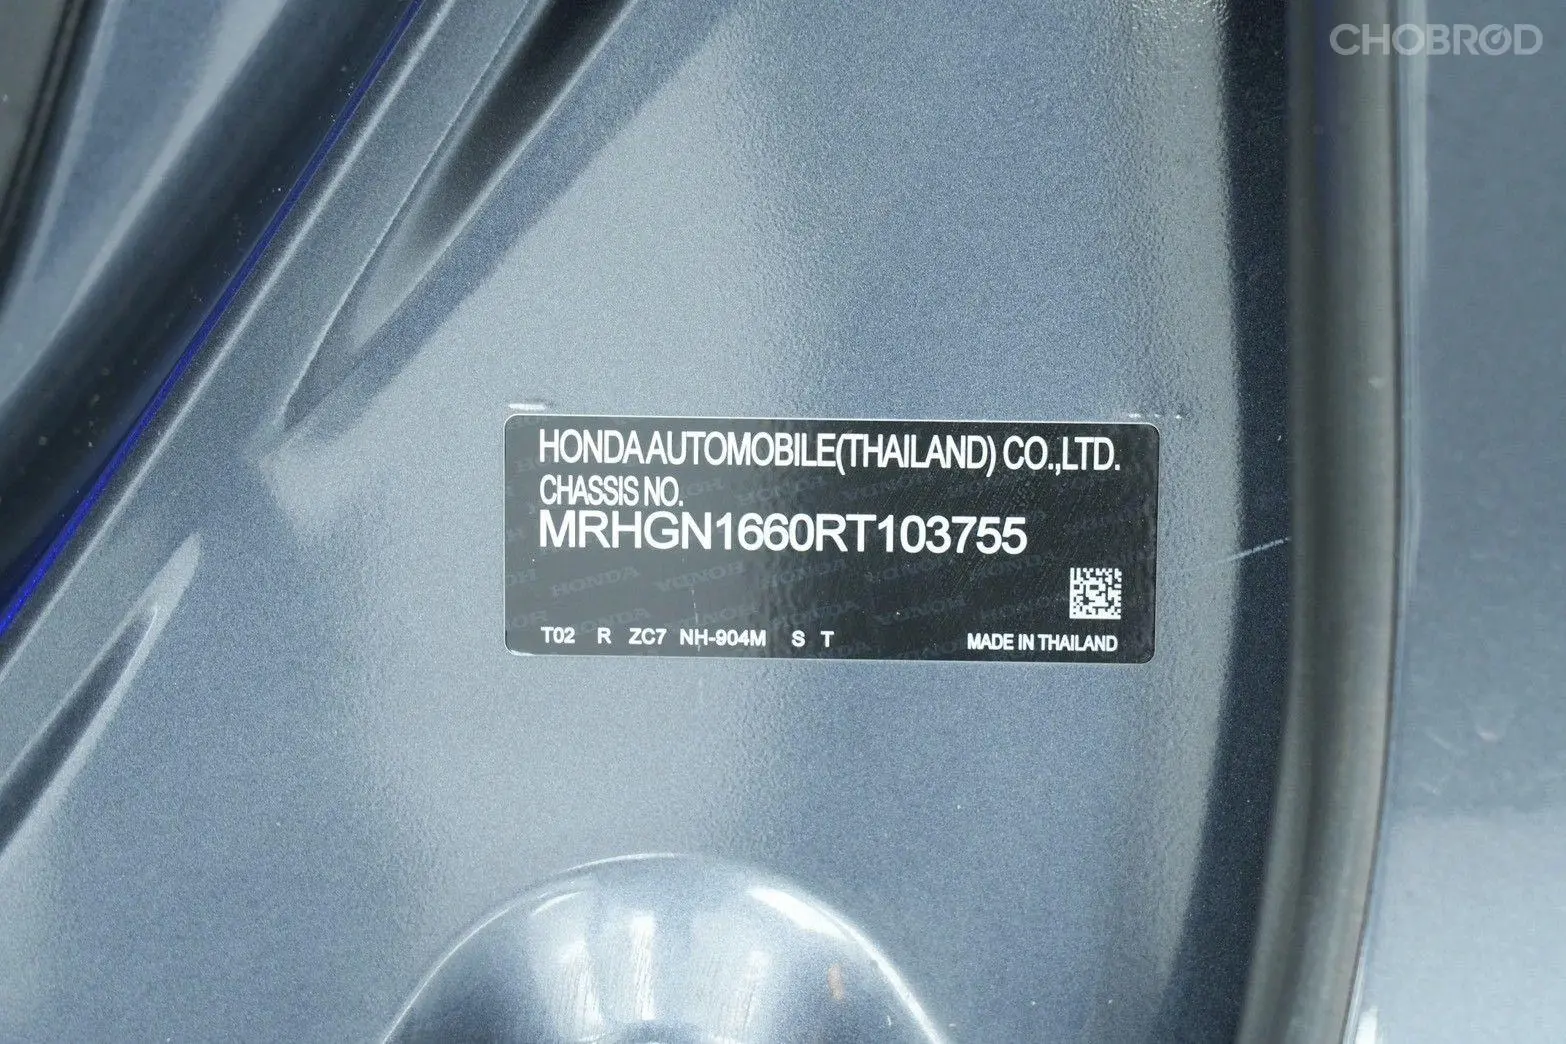 CHOBROD
HONDA AUTOMOBILE(THAILAND) CO.,LTD.
CHASSIS NO.
MRHGN1660RT103755
T02 R ZC7 NH-904M S T MADE IN THAILAND